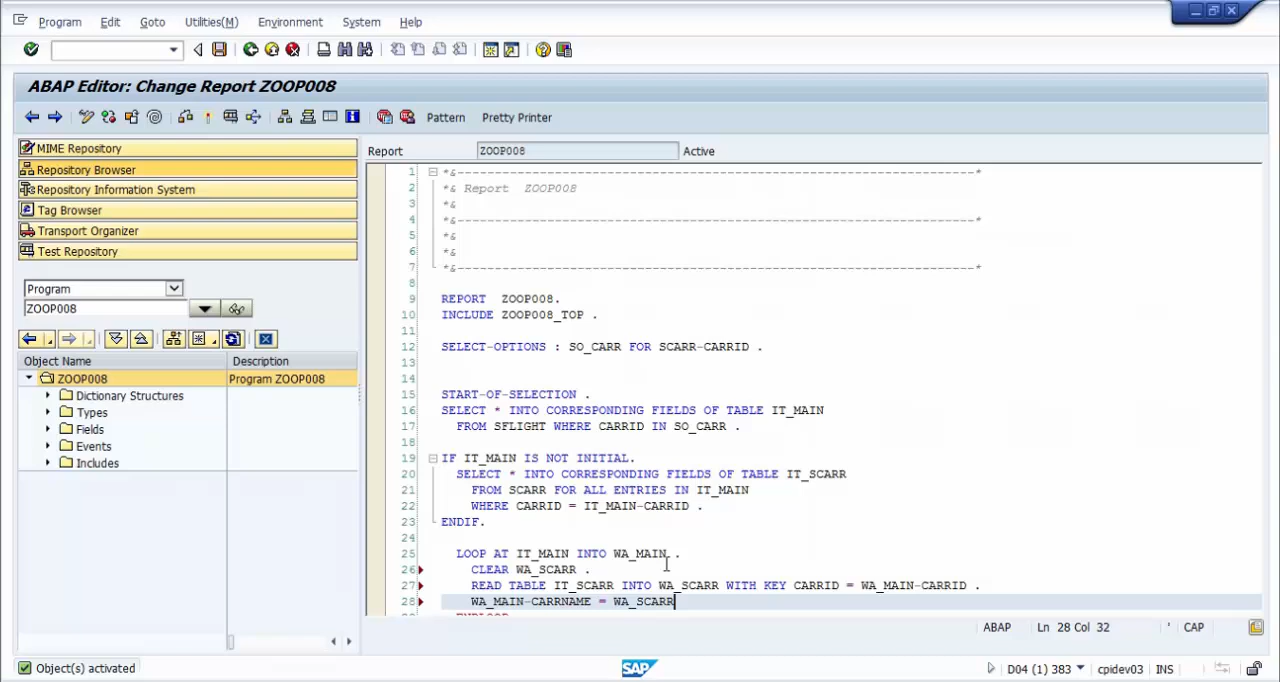 Program Edit Goto Utilities(M) Environment System Help
ABAP Editor: Change Report ZOOP008
Pattern Pretty Printer
MIME Repository
Repository Browser
Repository Information System
Tag Browser
Transport Organizer
Test Repository
Program
ZOOP008
Object Name Description
ZOOP008 Program ZOOP008
Dictionary Structures
Types
Fields
Events
Includes
Report ZOOP008 Active
1 *&---------------------------------------------------------------------*
2 *& Report  ZOOP008
3 *&
4 *&---------------------------------------------------------------------*
5 *&
6 *&
7 *&---------------------------------------------------------------------*
8
9 REPORT  ZOOP008.
10 INCLUDE ZOOP008_TOP .
11
12 SELECT-OPTIONS : SO_CARR FOR SCARR-CARRID .
13
14
15 START-OF-SELECTION .
16 SELECT * INTO CORRESPONDING FIELDS OF TABLE IT_MAIN
17 FROM SFLIGHT WHERE CARRID IN SO_CARR .
18
19 IF IT_MAIN IS NOT INITIAL.
20 SELECT * INTO CORRESPONDING FIELDS OF TABLE IT_SCARR
21 FROM SCARR FOR ALL ENTRIES IN IT_MAIN
22 WHERE CARRID = IT_MAIN-CARRID .
23 ENDIF.
24
25 LOOP AT IT_MAIN INTO WA_MAIN .
26 CLEAR WA_SCARR .
27 READ TABLE IT_SCARR INTO WA_SCARR WITH KEY CARRID = WA_MAIN-CARRID .
28 WA_MAIN-CARRNAME = WA_SCARR
ABAP Ln 28 Col 32 ' CAP
Object(s) activated SAP D04 (1) 383 cpidev03 INS